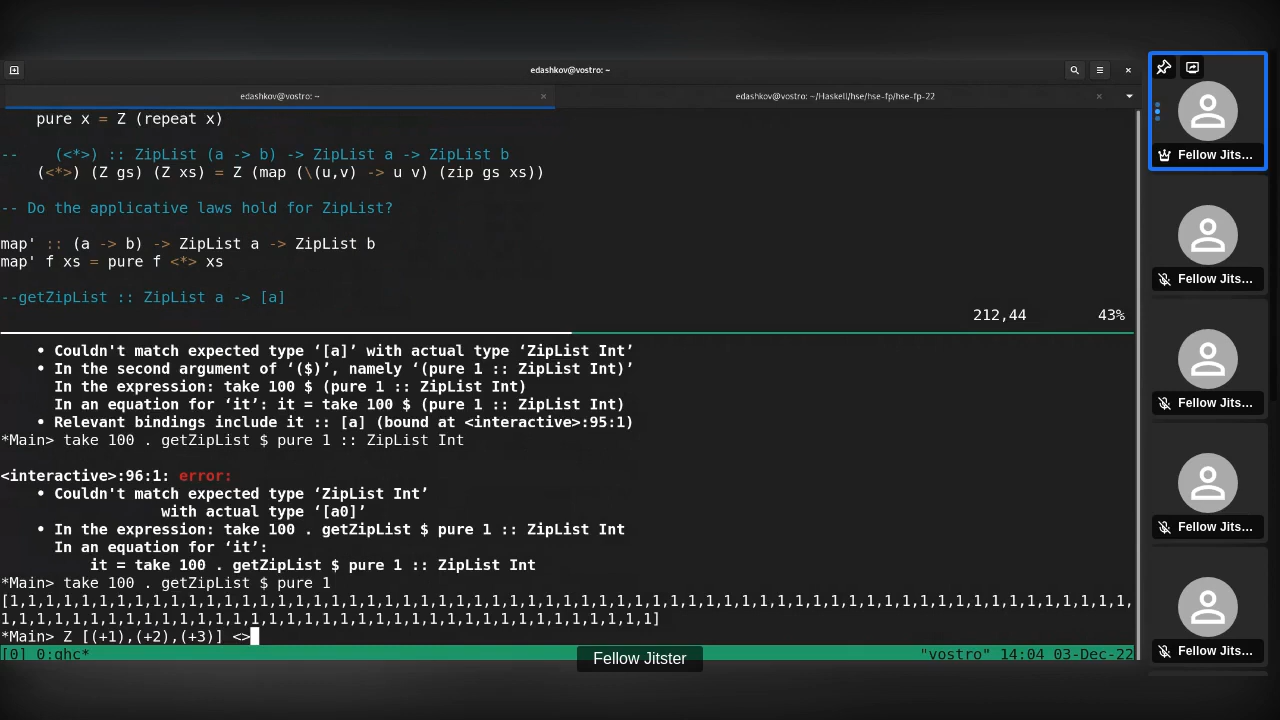 edashkov@vostro: ~
edashkov@vostro: ~
edashkov@vostro: ~/Haskell/hse/hse-fp/hse-fp-22
    pure x = Z (repeat x)
--    (<*>) :: ZipList (a -> b) -> ZipList a -> ZipList b
    (<*>) (Z gs) (Z xs) = Z (map (\(u,v) -> u v) (zip gs xs))
-- Do the applicative laws hold for ZipList?
map' :: (a -> b) -> ZipList a -> ZipList b
map' f xs = pure f <*> xs
--getZipList :: ZipList a -> [a]
212,44 43%
    • Couldn't match expected type ‘[a]’ with actual type ‘ZipList Int’
    • In the second argument of ‘($)’, namely ‘(pure 1 :: ZipList Int)’
      In the expression: take 100 $ (pure 1 :: ZipList Int)
      In an equation for ‘it’: it = take 100 $ (pure 1 :: ZipList Int)
    • Relevant bindings include it :: [a] (bound at <interactive>:95:1)
*Main> take 100 . getZipList $ pure 1 :: ZipList Int
<interactive>:96:1: error:
    • Couldn't match expected type ‘ZipList Int’
                  with actual type ‘[a0]’
    • In the expression: take 100 . getZipList $ pure 1 :: ZipList Int
      In an equation for ‘it’:
          it = take 100 . getZipList $ pure 1 :: ZipList Int
*Main> take 100 . getZipList $ pure 1
[1,1,1,1,1,1,1,1,1,1,1,1,1,1,1,1,1,1,1,1,1,1,1,1,1,1,1,1,1,1,1,1,1,1,1,1,1,1,1,1,1,1,1,1,1,1,1,1,1,1,1,1,1,1,1,1,1,1,1,1,1,1,1,
1,1,1,1,1,1,1,1,1,1,1,1,1,1,1,1,1,1,1,1,1,1,1,1,1,1,1,1,1,1,1,1,1,1,1,1,1]
*Main> Z [(+1),(+2),(+3)] <>
[0] 0:ghc* "vostro" 14:04 03-Dec-22
Fellow Jitster
Fellow Jits...
Fellow Jits...
Fellow Jits...
Fellow Jits...
Fellow Jits...